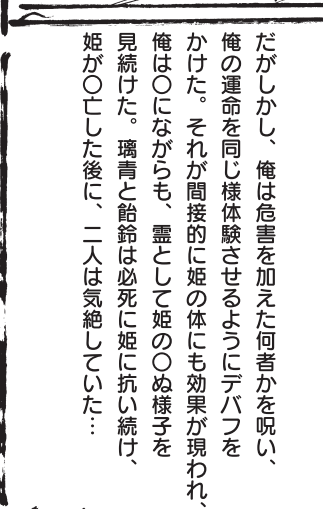 だがしかし、俺は危害を加えた何者かを呪い、
俺の運命を同じ様体験させるようにデバフを
かけた。それが間接的に姫の体にも効果が現われ、
俺は〇にながらも、霊として姫の〇ぬ様子を
見続けた。璃青と飴鈴は必死に姫に抗い続け、
姫が〇亡した後に、二人は気絶していた…